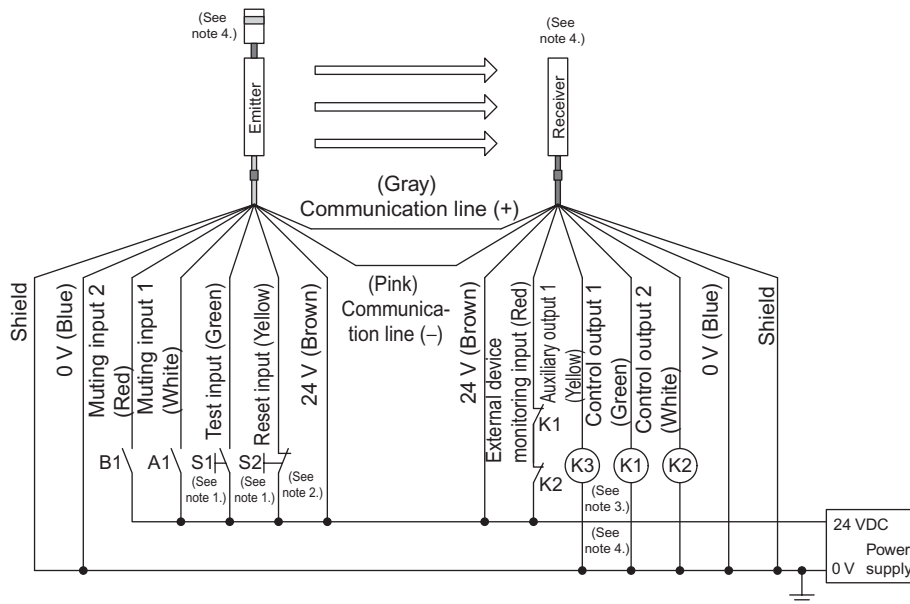 (See
note 4.)
(See
note 4.)
Emitter
Receiver
(Gray)
Communication line (+)
(Pink)
Communica-
tion line (−)
Shield
0 V (Blue)
Muting input 2
(Red)
Muting input 1
(White)
Test input (Green)
Reset input (Yellow)
24 V (Brown)
24 V (Brown)
External device
monitoring input (Red)
Auxiliary output 1
(Yellow)
Control output 1
(Green)
Control output 2
(White)
0 V (Blue)
Shield
K1
B1
A1
S1
S2
K2
K3
K1
K2
(See
note 1.)
(See
note 1.)
(See
note 2.)
(See
note 3.)
(See
note 4.)
24 VDC
Power
0 V supply